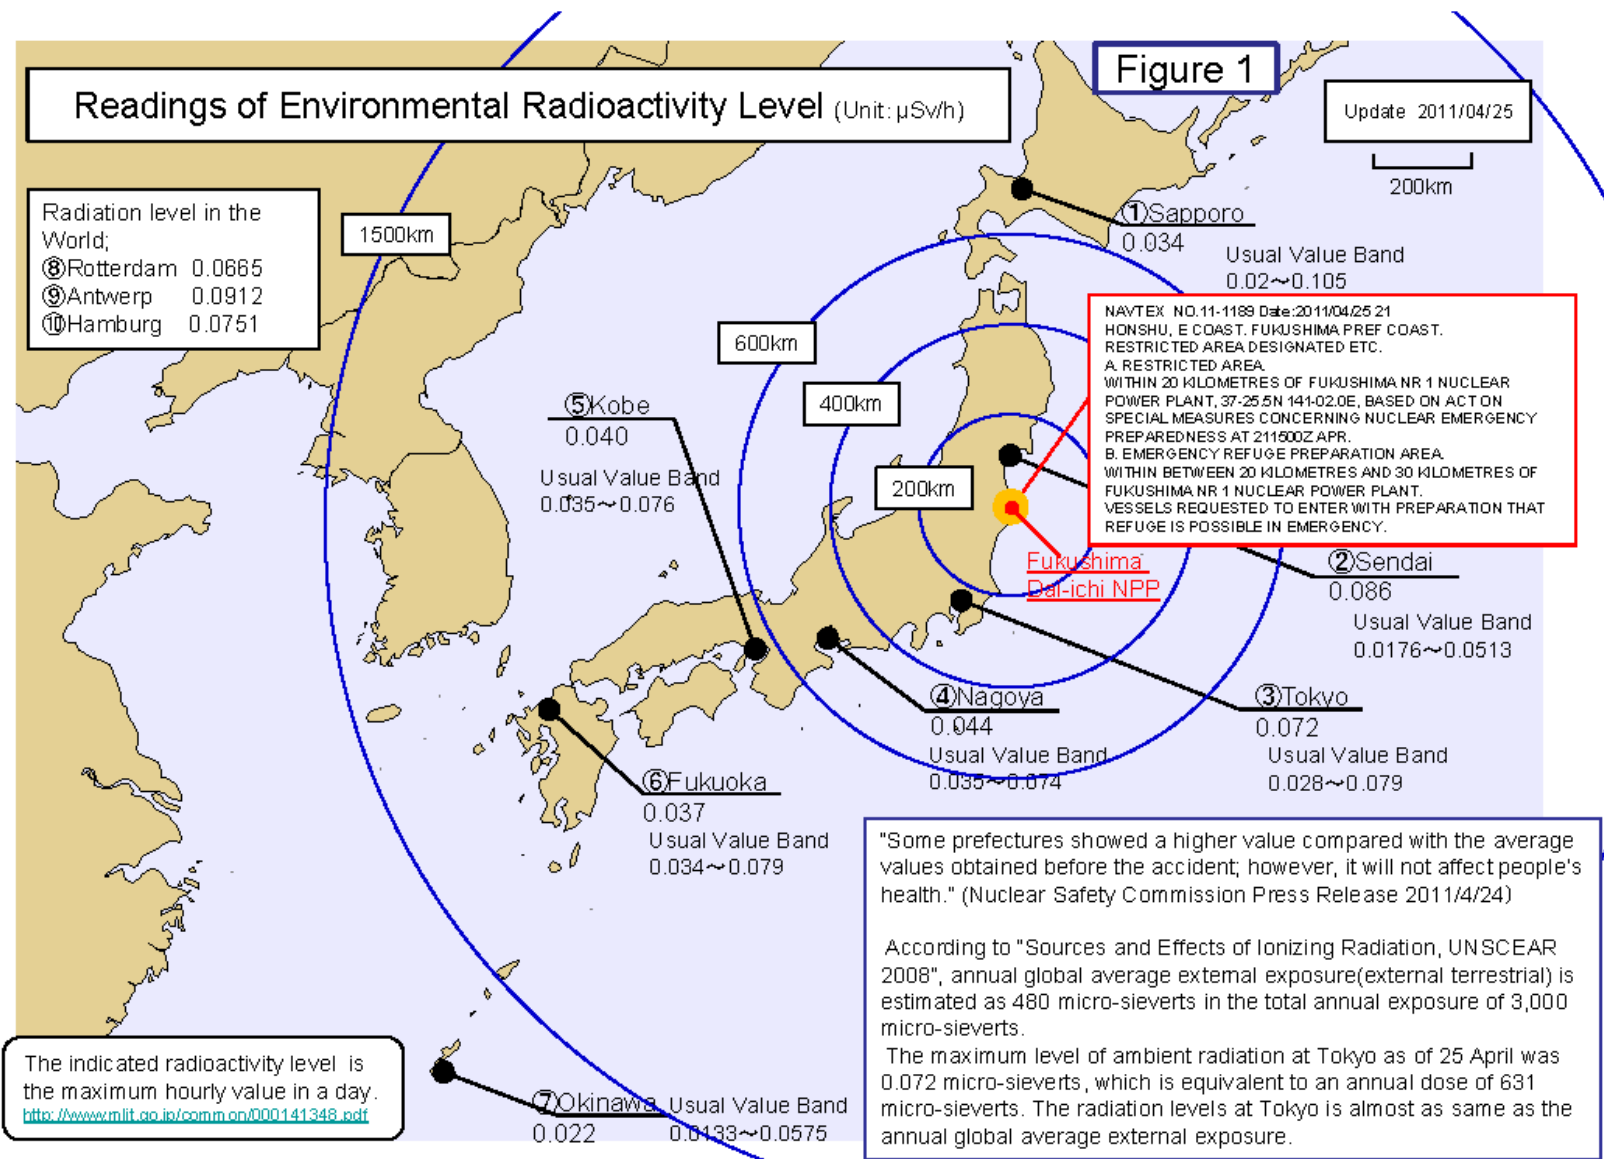 Figure 1
Readings of Environmental Radioactivity Level (Unit: μSv/h)
Update 2011/04/25
200km
Radiation level in the
World;
⑧Rotterdam 0.0665
⑨Antwerp 0.0912
⑩Hamburg 0.0751
1500km
600km
400km
200km
①Sapporo
0.034
Usual Value Band
0.02～0.105
NAVTEX NO.11-1189 Date:2011/04/25 21
HONSHU, E COAST. FUKUSHIMA PREF COAST.
RESTRICTED AREA DESIGNATED ETC.
A. RESTRICTED AREA.
WITHIN 20 KILOMETRES OF FUKUSHIMA NR 1 NUCLEAR
POWER PLANT, 37-25.5N 141-02.0E, BASED ON ACT ON
SPECIAL MEASURES CONCERNING NUCLEAR EMERGENCY
PREPAREDNESS AT 211500Z APR.
B. EMERGENCY REFUGE PREPARATION AREA.
WITHIN BETWEEN 20 KILOMETRES AND 30 KILOMETRES OF
FUKUSHIMA NR 1 NUCLEAR POWER PLANT.
VESSELS REQUESTED TO ENTER WITH PREPARATION THAT
REFUGE IS POSSIBLE IN EMERGENCY.
⑤Kobe
0.040
Usual Value Band
0.035～0.076
Fukushima
Dai-ichi NPP
②Sendai
0.086
Usual Value Band
0.0176～0.0513
③Tokyo
0.072
Usual Value Band
0.028～0.079
④Nagoya
0.044
Usual Value Band
0.035～0.074
⑥Fukuoka
0.037
Usual Value Band
0.034～0.079
⑦Okinawa
0.022
Usual Value Band
0.0133～0.0575
"Some prefectures showed a higher value compared with the average
values obtained before the accident; however, it will not affect people's
health." (Nuclear Safety Commission Press Release 2011/4/24)
According to "Sources and Effects of Ionizing Radiation, UNSCEAR
2008", annual global average external exposure(external terrestrial) is
estimated as 480 micro-sieverts in the total annual exposure of 3,000
micro-sieverts.
The maximum level of ambient radiation at Tokyo as of 25 April was
0.072 micro-sieverts, which is equivalent to an annual dose of 631
micro-sieverts. The radiation levels at Tokyo is almost as same as the
annual global average external exposure.
The indicated radioactivity level is
the maximum hourly value in a day.
http://www.mlit.go.jp/common/000141348.pdf